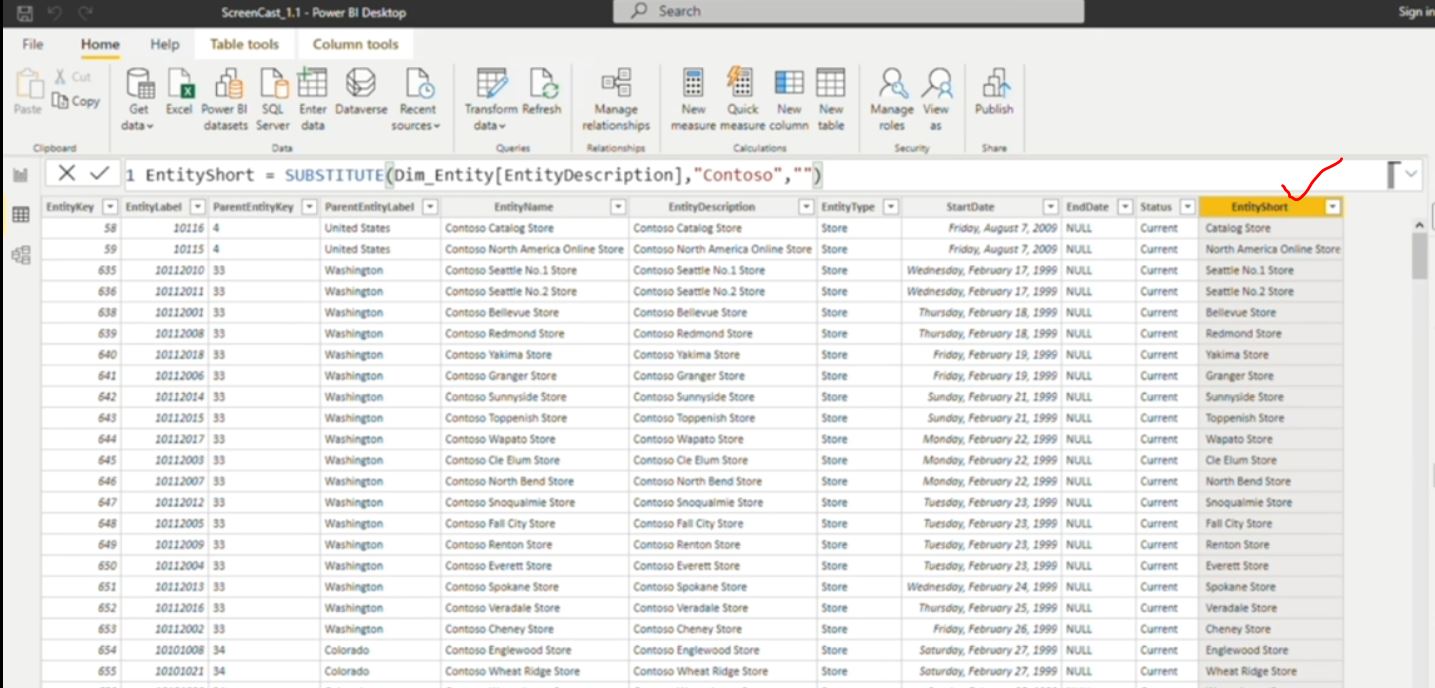 ScreenCast_1.1 - Power BI Desktop Search Sign in
File Home Help Table tools Column tools
Paste Cut Copy Get data Excel Power BI datasets SQL Server Enter data Dataverse Recent sources Transform data Refresh Manage relationships New measure Quick measure New column New table Manage roles View as Publish
Clipboard Data Queries Relationships Calculations Security Share
1 EntityShort = SUBSTITUTE(Dim_Entity[EntityDescription],"Contoso","")
EntityKey EntityLabel ParentEntityKey ParentEntityLabel EntityName EntityDescription EntityType StartDate EndDate Status EntityShort
58 10116 4 United States Contoso Catalog Store Contoso Catalog Store Store Friday, August 7, 2009 NULL Current Catalog Store
59 10115 4 United States Contoso North America Online Store Contoso North America Online Store Store Friday, August 7, 2009 NULL Current North America Online Store
635 10112010 33 Washington Contoso Seattle No.1 Store Contoso Seattle No.1 Store Store Wednesday, February 17, 1999 NULL Current Seattle No.1 Store
636 10112011 33 Washington Contoso Seattle No.2 Store Contoso Seattle No.2 Store Store Wednesday, February 17, 1999 NULL Current Seattle No.2 Store
638 10112001 33 Washington Contoso Bellevue Store Contoso Bellevue Store Store Thursday, February 18, 1999 NULL Current Bellevue Store
639 10112008 33 Washington Contoso Redmond Store Contoso Redmond Store Store Thursday, February 18, 1999 NULL Current Redmond Store
640 10112018 33 Washington Contoso Yakima Store Contoso Yakima Store Store Friday, February 19, 1999 NULL Current Yakima Store
641 10112006 33 Washington Contoso Granger Store Contoso Granger Store Store Friday, February 19, 1999 NULL Current Granger Store
642 10112014 33 Washington Contoso Sunnyside Store Contoso Sunnyside Store Store Sunday, February 21, 1999 NULL Current Sunnyside Store
643 10112015 33 Washington Contoso Toppenish Store Contoso Toppenish Store Store Sunday, February 21, 1999 NULL Current Toppenish Store
644 10112017 33 Washington Contoso Wapato Store Contoso Wapato Store Store Monday, February 22, 1999 NULL Current Wapato Store
645 10112003 33 Washington Contoso Cle Elum Store Contoso Cle Elum Store Store Monday, February 22, 1999 NULL Current Cle Elum Store
646 10112007 33 Washington Contoso North Bend Store Contoso North Bend Store Store Monday, February 22, 1999 NULL Current North Bend Store
647 10112012 33 Washington Contoso Snoqualmie Store Contoso Snoqualmie Store Store Tuesday, February 23, 1999 NULL Current Snoqualmie Store
648 10112005 33 Washington Contoso Fall City Store Contoso Fall City Store Store Tuesday, February 23, 1999 NULL Current Fall City Store
649 10112009 33 Washington Contoso Renton Store Contoso Renton Store Store Tuesday, February 23, 1999 NULL Current Renton Store
650 10112004 33 Washington Contoso Everett Store Contoso Everett Store Store Tuesday, February 23, 1999 NULL Current Everett Store
651 10112013 33 Washington Contoso Spokane Store Contoso Spokane Store Store Wednesday, February 24, 1999 NULL Current Spokane Store
652 10112016 33 Washington Contoso Veradale Store Contoso Veradale Store Store Thursday, February 25, 1999 NULL Current Veradale Store
653 10112002 33 Washington Contoso Cheney Store Contoso Cheney Store Store Friday, February 26, 1999 NULL Current Cheney Store
654 10101008 34 Colorado Contoso Englewood Store Contoso Englewood Store Store Saturday, February 27, 1999 NULL Current Englewood Store
655 10101021 34 Colorado Contoso Wheat Ridge Store Contoso Wheat Ridge Store Store Saturday, February 27, 1999 NULL Current Wheat Ridge Store